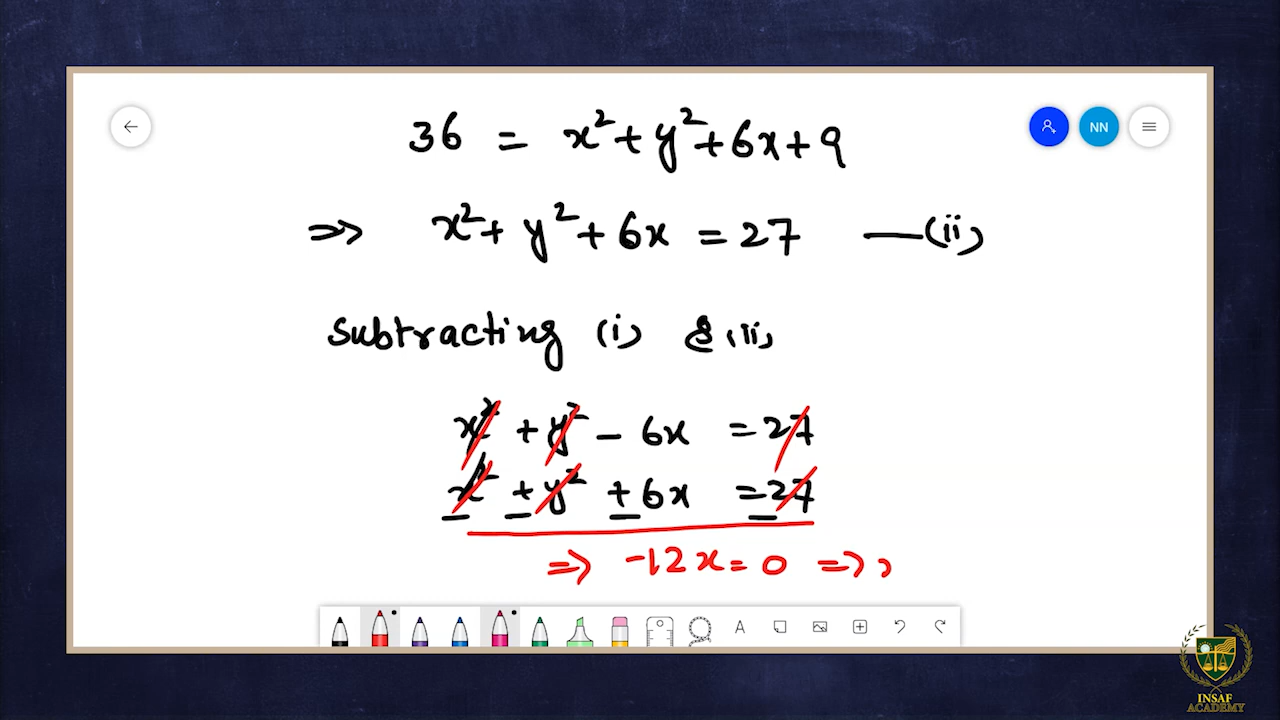 NN
36 = x²+y²+6x+9
=> x²+ y²+ 6x = 27 —(ii)
Subtracting (i) & (ii)
x² + y² - 6x = 27
x² + y² + 6x = 27
=> -12x = 0 =>
A
INSAF
ACADEMY